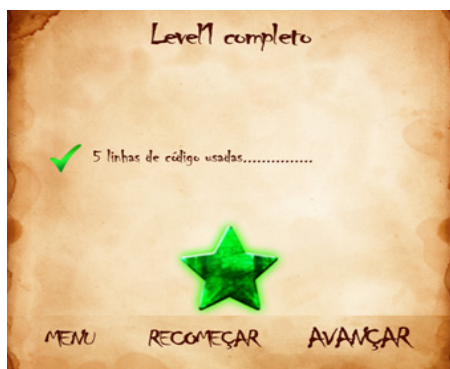 Level1 completo
5 linhas de código usadas...............
MENU RECOMEÇAR AVANÇAR